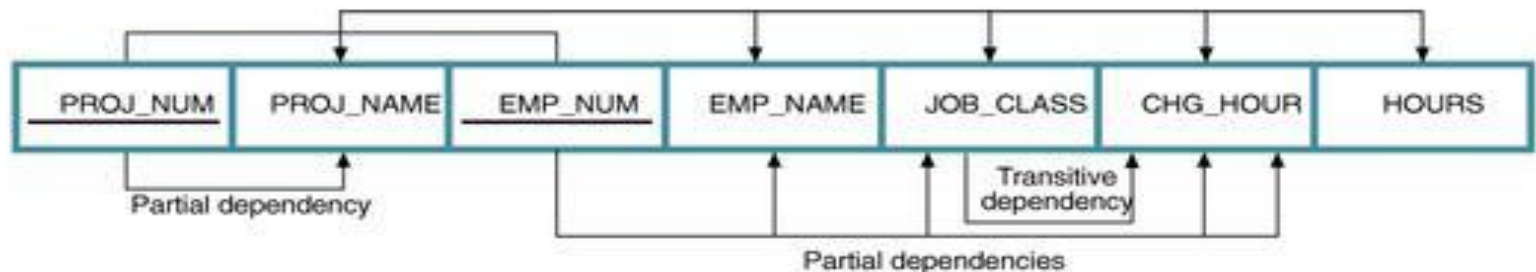 PROJ_NUM PROJ_NAME EMP_NUM EMP_NAME JOB_CLASS CHG_HOUR HOURS
Partial dependency
Transitive
dependency
Partial dependencies